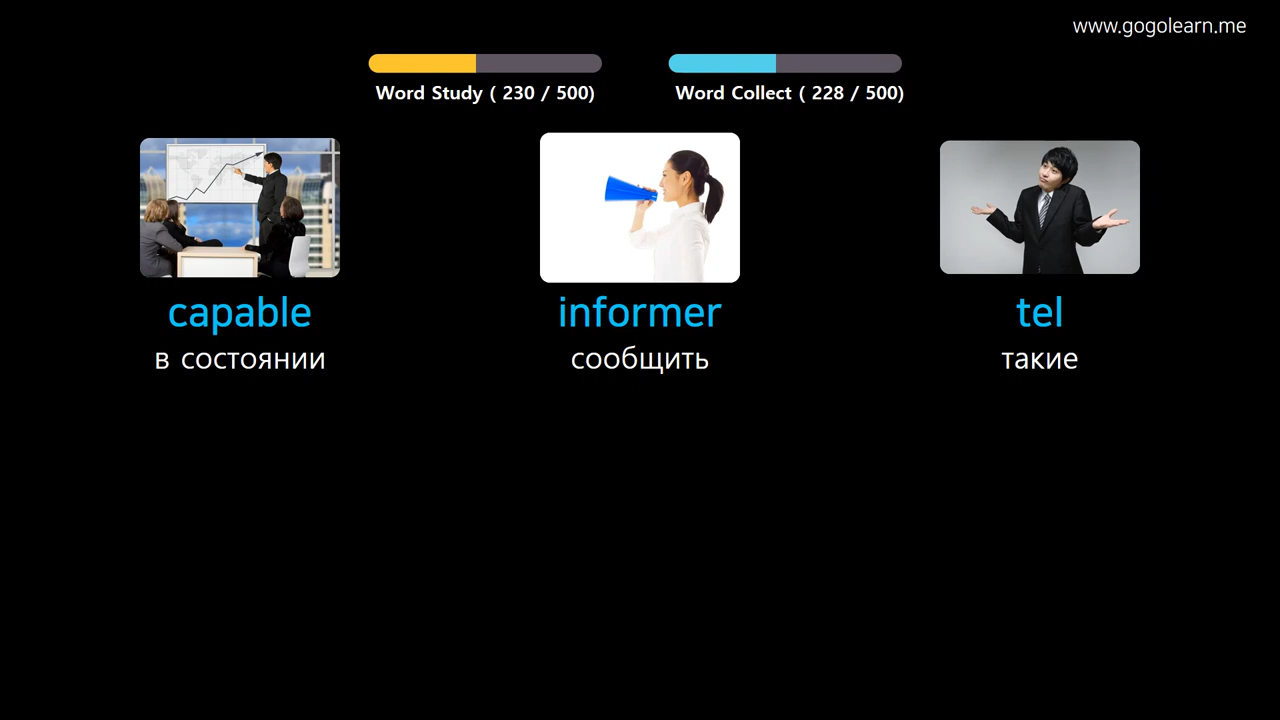 www.gogolearn.me
Word Study ( 230 / 500)
Word Collect ( 228 / 500)
capable
informer
tel
в состоянии
сообщить
такие